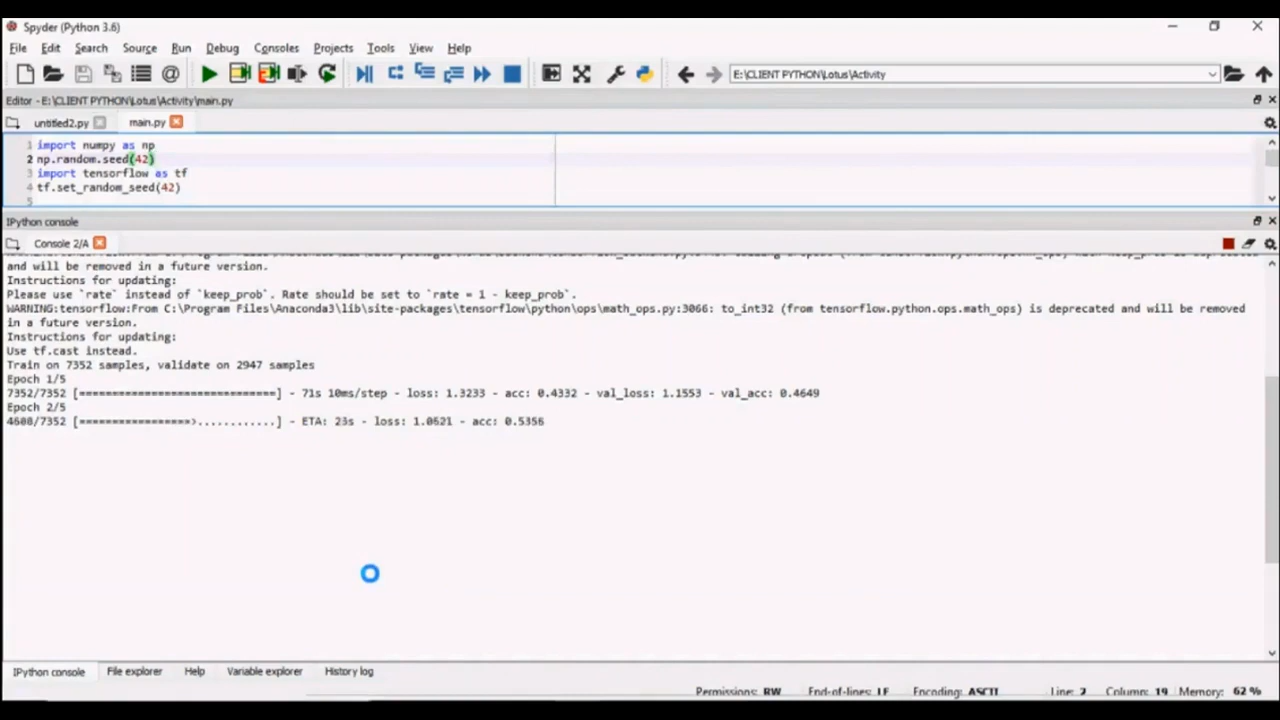 Spyder (Python 3.6)
File Edit Search Source Run Debug Consoles Projects Tools View Help
E:\CLIENT PYTHON\Lotus\Activity
Editor - E:\CLIENT PYTHON\Lotus\Activity\main.py
untitled2.py main.py
1 import numpy as np
2 np.random.seed(42)
3 import tensorflow as tf
4 tf.set_random_seed(42)
5
IPython console
Console 2/A
and will be removed in a future version.
Instructions for updating:
Please use `rate` instead of `keep_prob`. Rate should be set to `rate = 1 - keep_prob`.
WARNING:tensorflow:From C:\Program Files\Anaconda3\lib\site-packages\tensorflow\python\ops\math_ops.py:3066: to_int32 (from tensorflow.python.ops.math_ops) is deprecated and will be removed
in a future version.
Instructions for updating:
Use tf.cast instead.
Train on 7352 samples, validate on 2947 samples
Epoch 1/5
7352/7352 [==============================] - 71s 10ms/step - loss: 1.3233 - acc: 0.4332 - val_loss: 1.1553 - val_acc: 0.4649
Epoch 2/5
4608/7352 [=================>............] - ETA: 23s - loss: 1.0621 - acc: 0.5356
IPython console File explorer Help Variable explorer History log
Permissions: RW End-of-lines: LF Encoding: ASCII Line: 2 Column: 19 Memory: 62 %